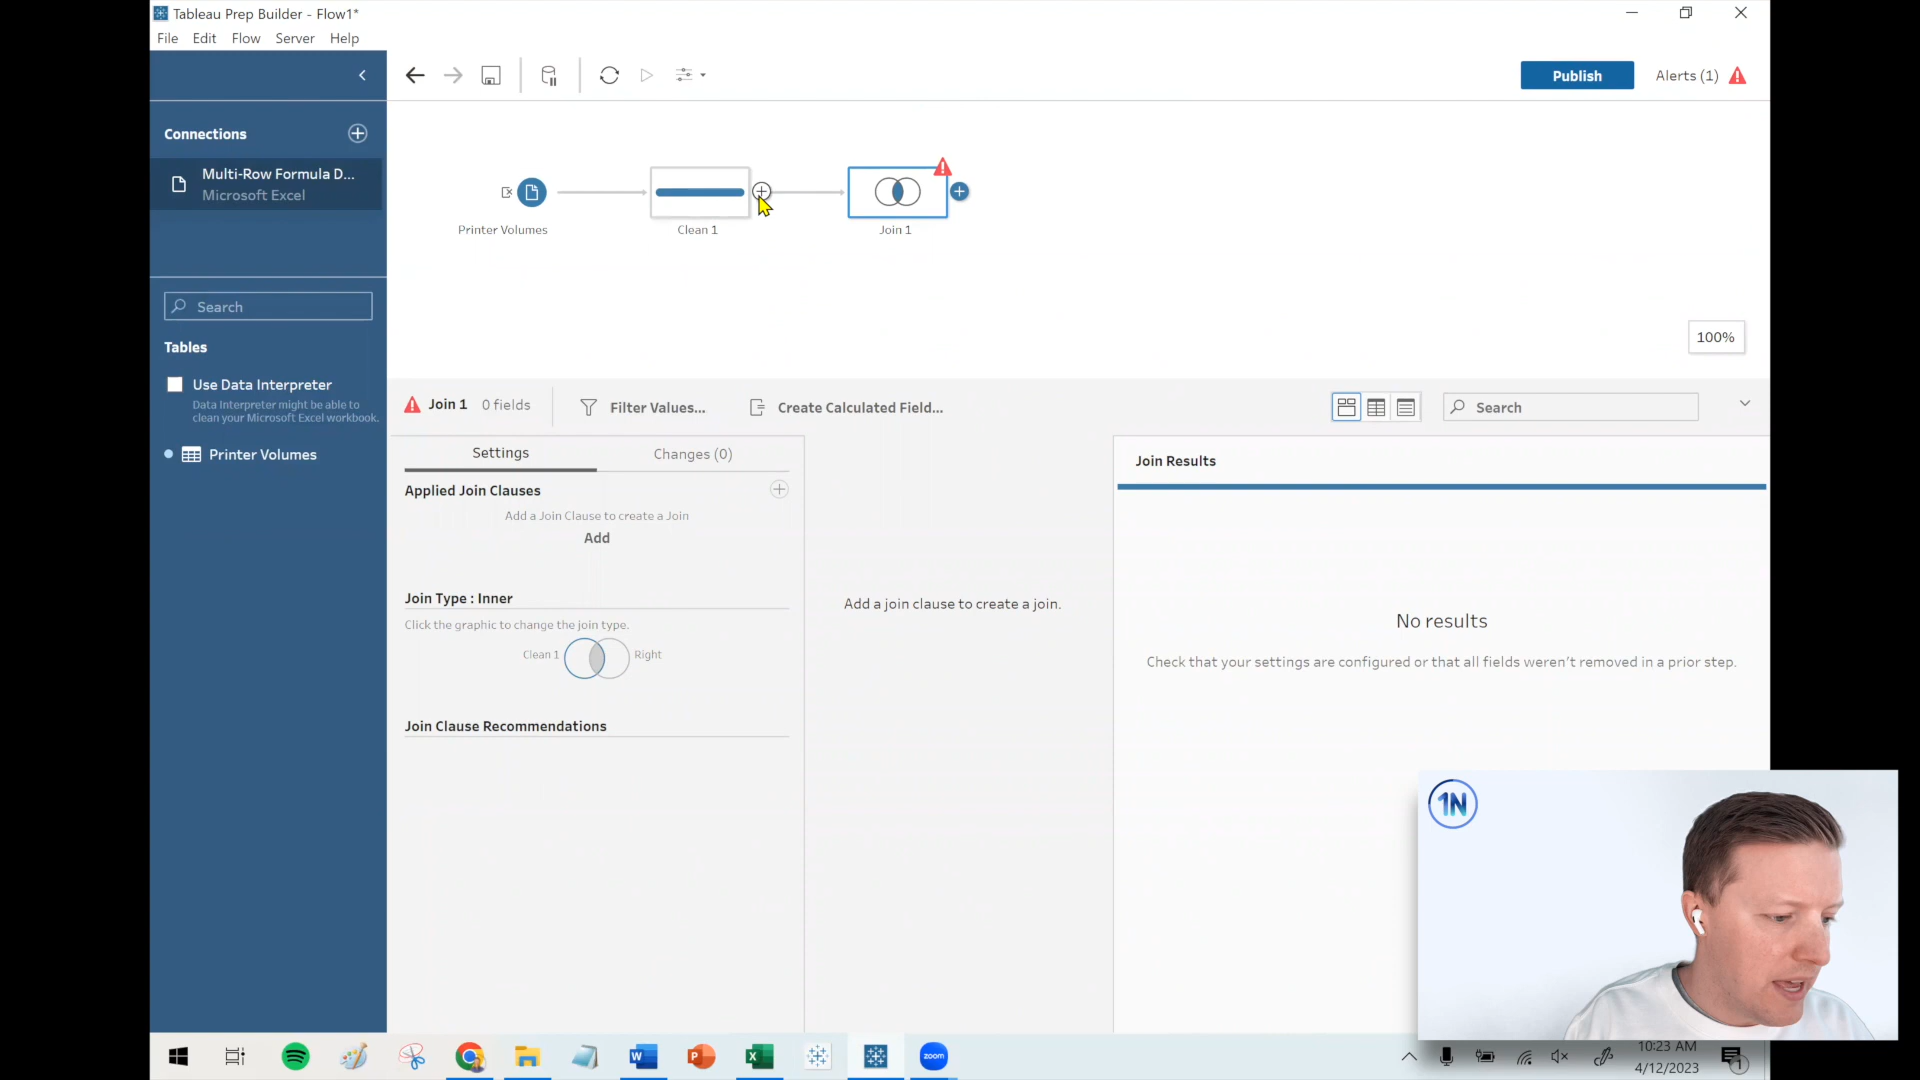 Tableau Prep Builder - Flow1*
File Edit Flow Server Help
Publish
Alerts (1)
Connections
Multi-Row Formula D...
Microsoft Excel
Printer Volumes
Clean 1
Join 1
Search
Tables
100%
Use Data Interpreter
Data Interpreter might be able to
clean your Microsoft Excel workbook.
Printer Volumes
Join 1 0 fields
Filter Values...
Create Calculated Field...
Search
Settings
Changes (0)
Applied Join Clauses
Add a Join Clause to create a Join
Add
Join Type : Inner
Click the graphic to change the join type.
Clean 1
Right
Join Clause Recommendations
Add a join clause to create a join.
Join Results
No results
Check that your settings are configured or that all fields weren't removed in a prior step.
1N
W
P
X
zoom
10:23 AM
4/12/2023
1